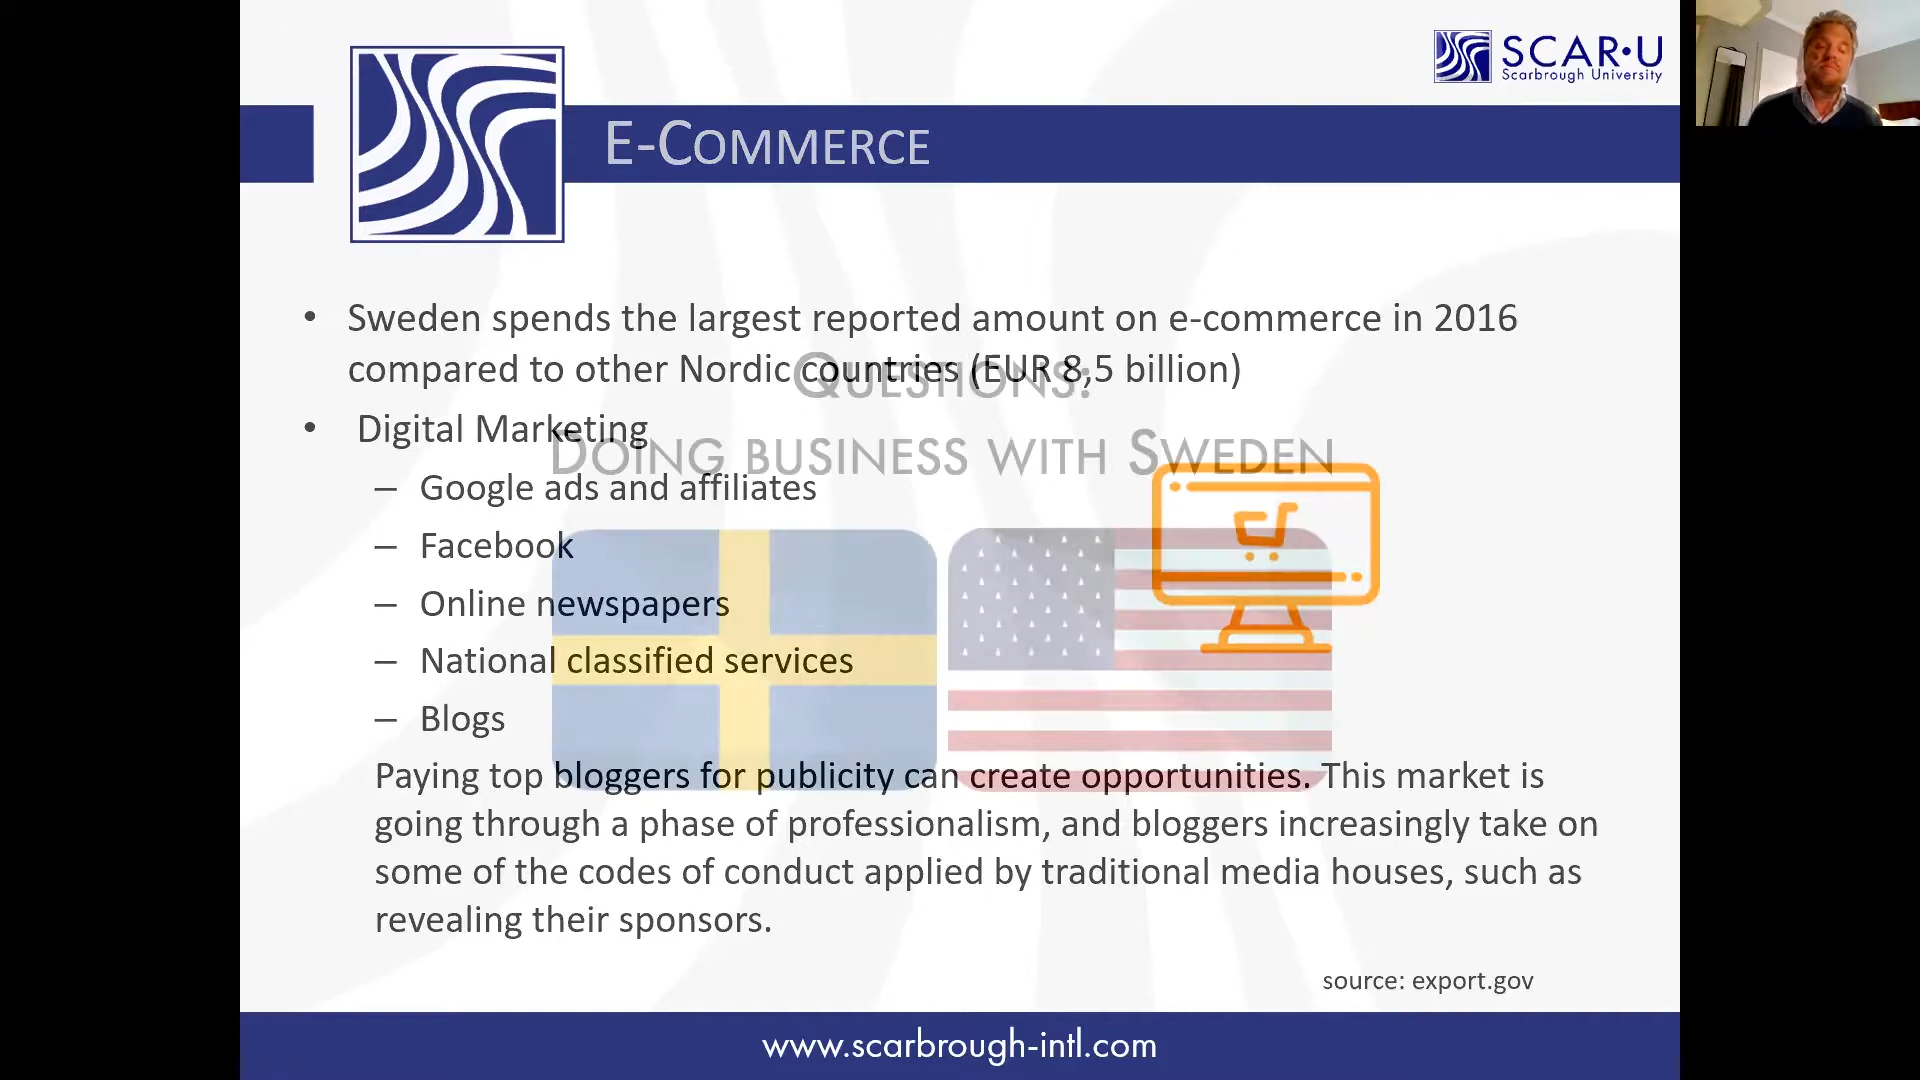 SCAR•U
Scarbrough University
E-COMMERCE
• Sweden spends the largest reported amount on e-commerce in 2016
compared to other Nordic countries (EUR 8,5 billion)
QUESTIONS:
• Digital Marketing
DOING BUSINESS WITH SWEDEN
– Google ads and affiliates
– Facebook
– Online newspapers
– National classified services
– Blogs
Paying top bloggers for publicity can create opportunities. This market is
going through a phase of professionalism, and bloggers increasingly take on
some of the codes of conduct applied by traditional media houses, such as
revealing their sponsors.
source: export.gov
www.scarbrough-intl.com